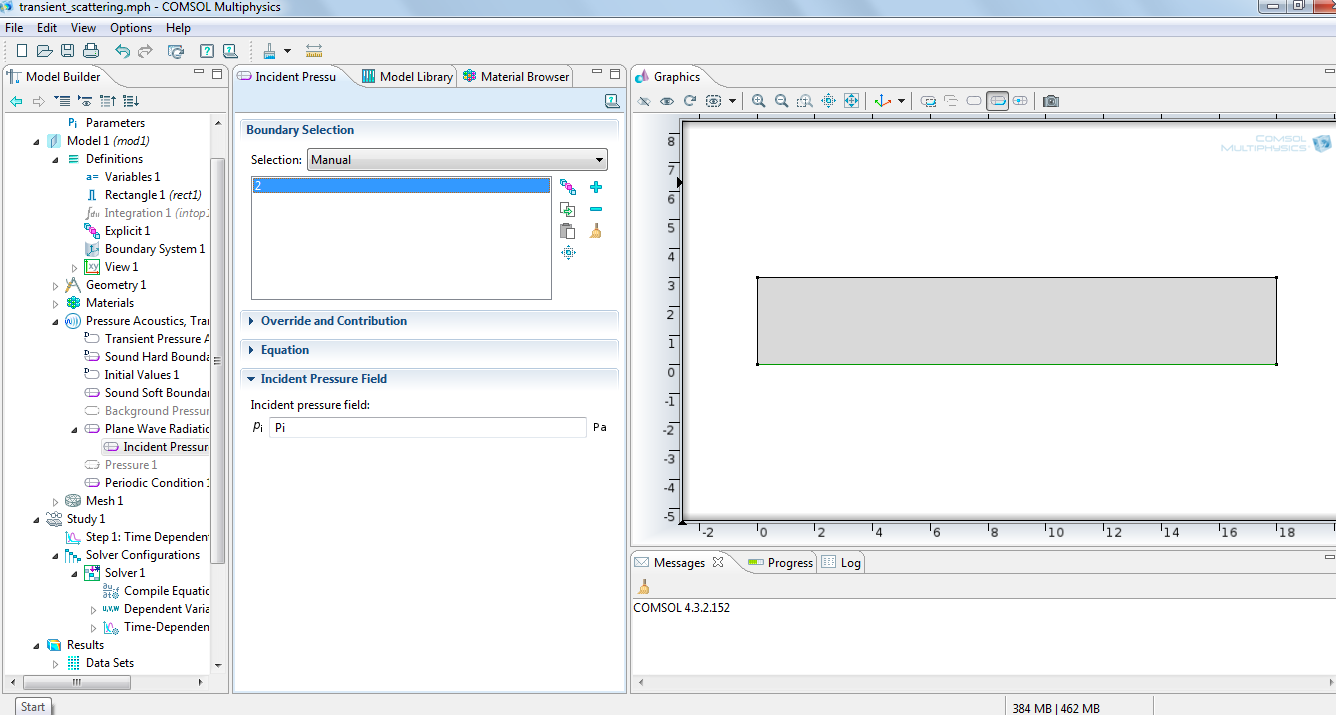 transient_scattering.mph - COMSOL Multiphysics
File Edit View Options Help
Model Builder
Parameters
Model 1 (mod1)
Definitions
Variables 1
Rectangle 1 (rect1)
Integration 1 (intop1
Explicit 1
Boundary System 1
View 1
Geometry 1
Materials
Pressure Acoustics, Tra
Transient Pressure A
Sound Hard Bounda
Initial Values 1
Sound Soft Boundar
Background Pressur
Plane Wave Radiatio
Incident Pressur
Pressure 1
Periodic Condition 1
Mesh 1
Study 1
Step 1: Time Dependent
Solver Configurations
Solver 1
Compile Equatio
Dependent Varia
Time-Dependen
Results
Data Sets
Incident Pressu
Model Library
Material Browser
Boundary Selection
Selection: Manual
2
Override and Contribution
Equation
Incident Pressure Field
Incident pressure field:
pi Pi Pa
Graphics
COMSOL
MULTIPHYSICS
8
7
6
5
4
3
2
1
0
-1
-2
-3
-4
-5
-2 0 2 4 6 8 10 12 14 16 18
Messages
Progress
Log
COMSOL 4.3.2.152
Start
384 MB | 462 MB